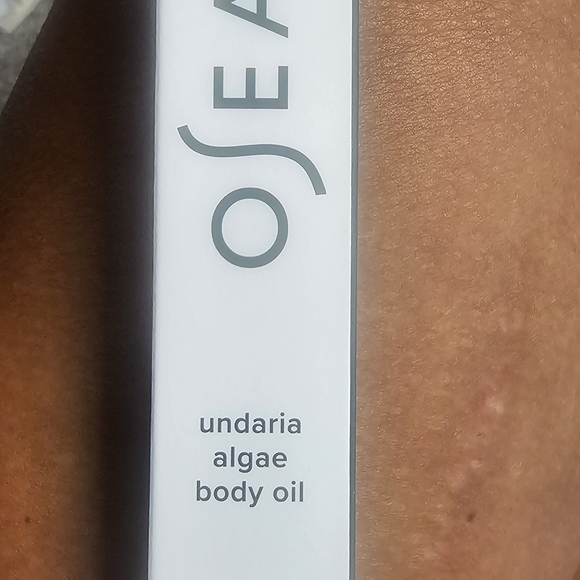 OSEA
undaria
algae
body oil